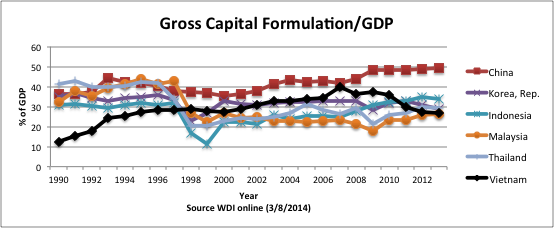 Gross Capital Formulation/GDP
% of GDP
60
50
40
30
20
10
0
1990 1992 1994 1996 1998 2000 2002 2004 2006 2008 2010 2012
Year
Source WDI online (3/8/2014)
China
Korea, Rep.
Indonesia
Malaysia
Thailand
Vietnam